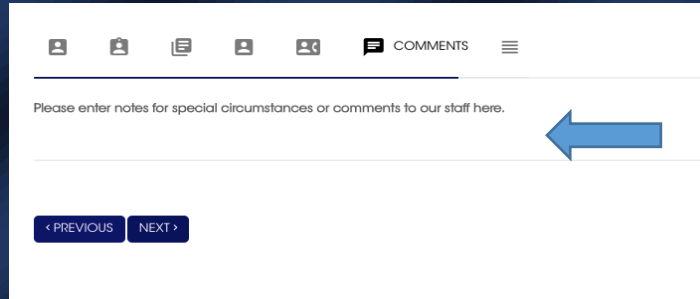 COMMENTS
Please enter notes for special circumstances or comments to our staff here.
‹ PREVIOUS NEXT ›